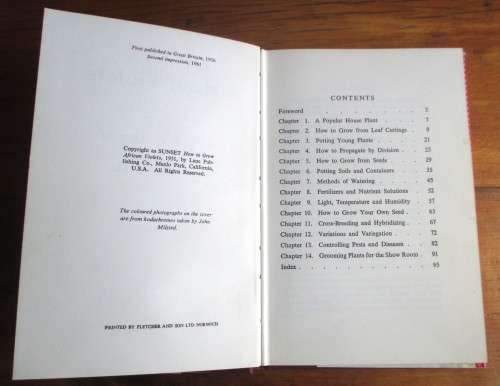 First published in Great Britain, 1956
Second impression, 1961
Copyright as SUNSET How to Grow
African Violets, 1951, by Lane Pub-
lishing Co., Menlo Park, California,
U.S.A. All Rights Reserved.
The coloured photographs on the cover
are from kodachromes taken by John
Milsted.
PRINTED BY FLETCHER AND SON LTD NORWICH
CONTENTS
Foreword . . . . . . . . . 5
Chapter 1. A Popular House Plant . . . 7
Chapter 2. How to Grow from Leaf Cuttings . 9
Chapter 3. Potting Young Plants . . . 21
Chapter 4. How to Propagate by Division . . 25
Chapter 5. How to Grow from Seeds . . 29
Chapter 6. Potting Soils and Containers . . 35
Chapter 7. Methods of Watering . . . 45
Chapter 8. Fertilizers and Nutrient Solutions . 52
Chapter 9. Light, Temperature and Humidity . 57
Chapter 10. How to Grow Your Own Seed . . 63
Chapter 11. Cross-Breeding and Hybridizing . . 67
Chapter 12. Variations and Variegation . . 72
Chapter 13. Controlling Pests and Diseases . . 82
Chapter 14. Grooming Plants for the Show Room . 91
Index . . . . . . . . . 95